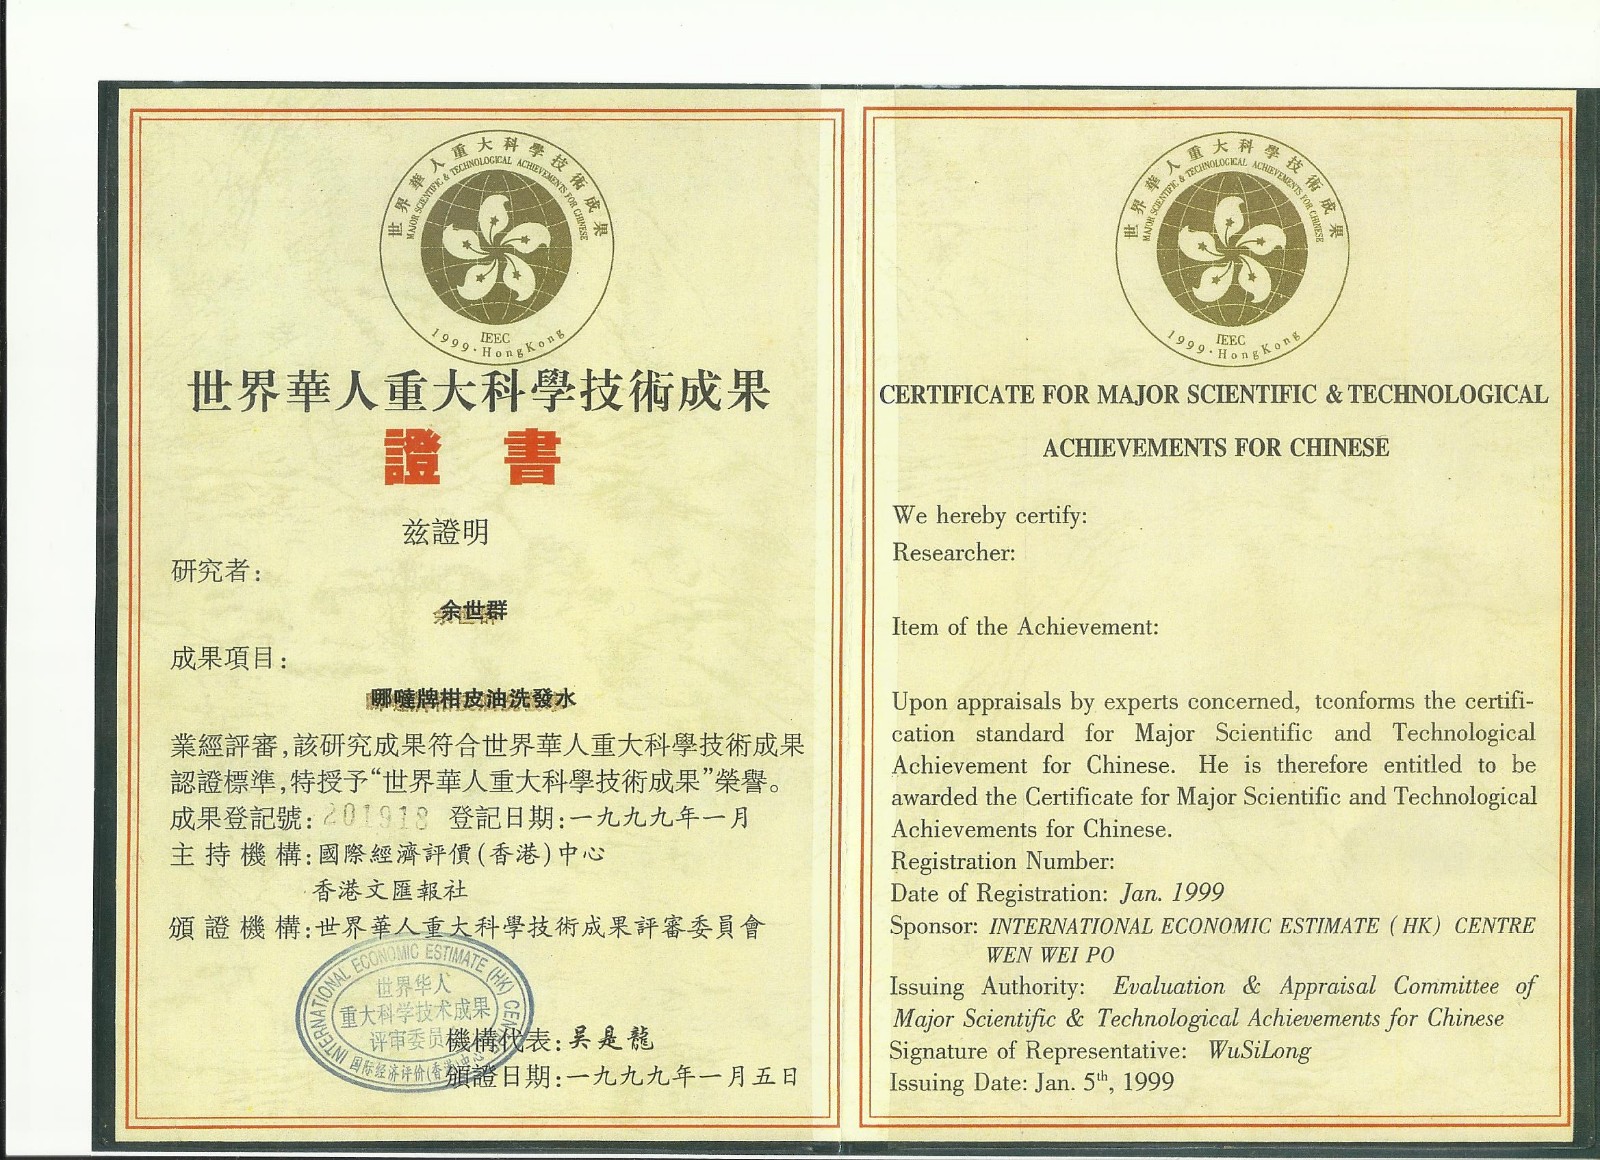 世界華人重大科學技術成果
MAJOR SCIENTIFIC & TECHNOLOGICAL ACHIEVEMENTS FOR CHINESE
IEEC
1999·HongKong
世界華人重大科學技術成果
證書
兹證明
研究者:
余世群
成果項目:
哪噠牌柑皮油洗發水
業經評審,該研究成果符合世界華人重大科學技術成果
認證標準,特授予“世界華人重大科學技術成果”榮譽。
成果登記號: 201918 登記日期:一九九九年一月
主持機構:國際經濟評價(香港)中心
香港文匯報社
頒證機構:世界華人重大科學技術成果評審委員會
INTERNATIONAL ECONOMIC ESTIMATE (HK) CENTRE
世界华人
重大科学技术成果
评审委员
国际经济评价(香港)中心
機構代表:吴是龍
頒證日期:一九九九年一月五日
世界華人重大科學技術成果
MAJOR SCIENTIFIC & TECHNOLOGICAL ACHIEVEMENTS FOR CHINESE
IEEC
1999·HongKong
CERTIFICATE FOR MAJOR SCIENTIFIC & TECHNOLOGICAL
ACHIEVEMENTS FOR CHINESE
We hereby certify:
Researcher:
Item of the Achievement:
Upon appraisals by experts concerned, tconforms the certifi-
cation standard for Major Scientific and Technological
Achievement for Chinese. He is therefore entitled to be
awarded the Certificate for Major Scientific and Technological
Achievements for Chinese.
Registration Number:
Date of Registration: Jan. 1999
Sponsor: INTERNATIONAL ECONOMIC ESTIMATE (HK) CENTRE
WEN WEI PO
Issuing Authority: Evaluation & Appraisal Committee of
Major Scientific & Technological Achievements for Chinese
Signature of Representative: WuSiLong
Issuing Date: Jan. 5th, 1999